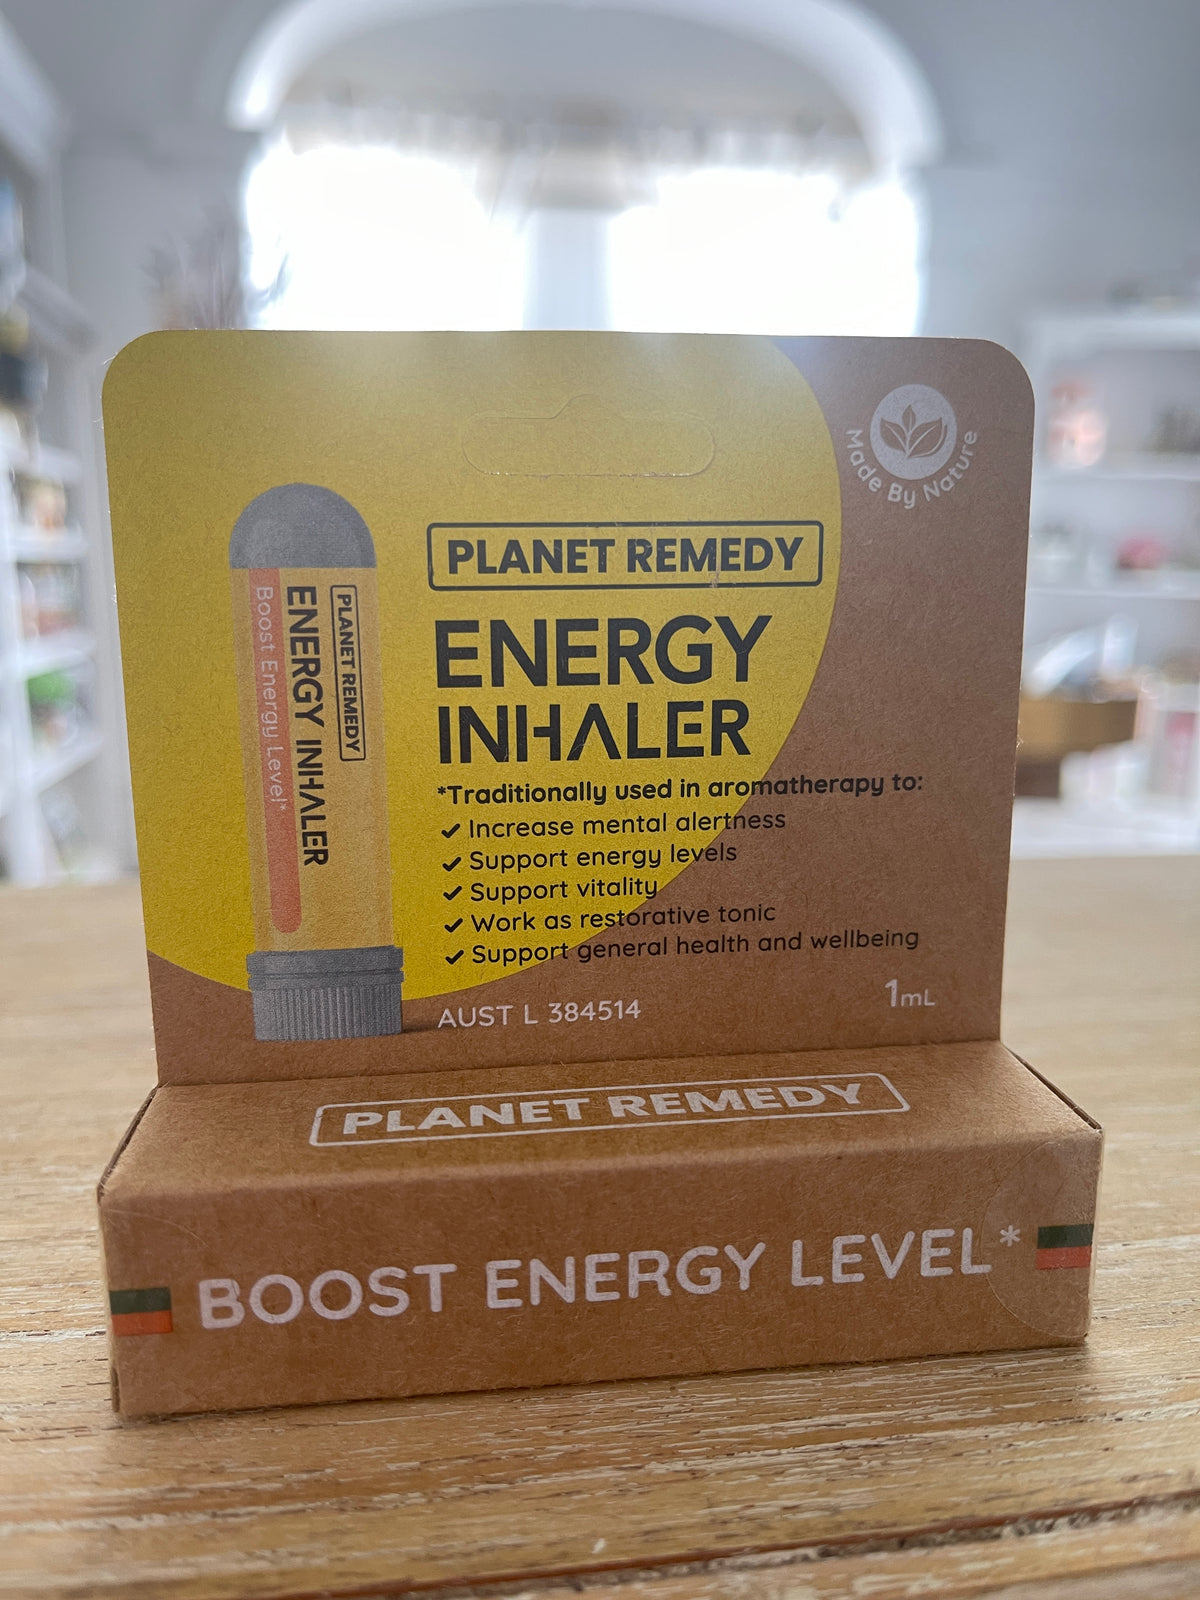 Made By Nature
PLANET REMEDY
ENERGY
INHALER
*Traditionally used in aromatherapy to:
Increase mental alertness
Support energy levels
Support vitality
Work as restorative tonic
Support general health and wellbeing
AUST L 384514
1mL
PLANET REMEDY
ENERGY INHALER
Boost Energy Level*
PLANET REMEDY
BOOST ENERGY LEVEL*